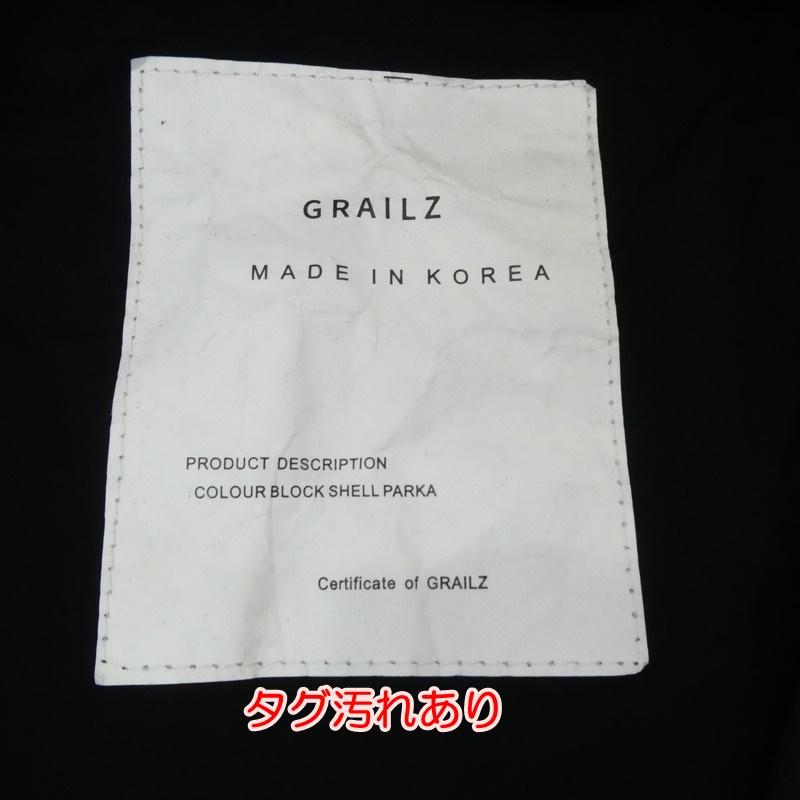 GRAILZ
MADE IN KOREA
PRODUCT DESCRIPTION
:COLOUR BLOCK SHELL PARKA
Certificate of GRAILZ
タグ汚れあり